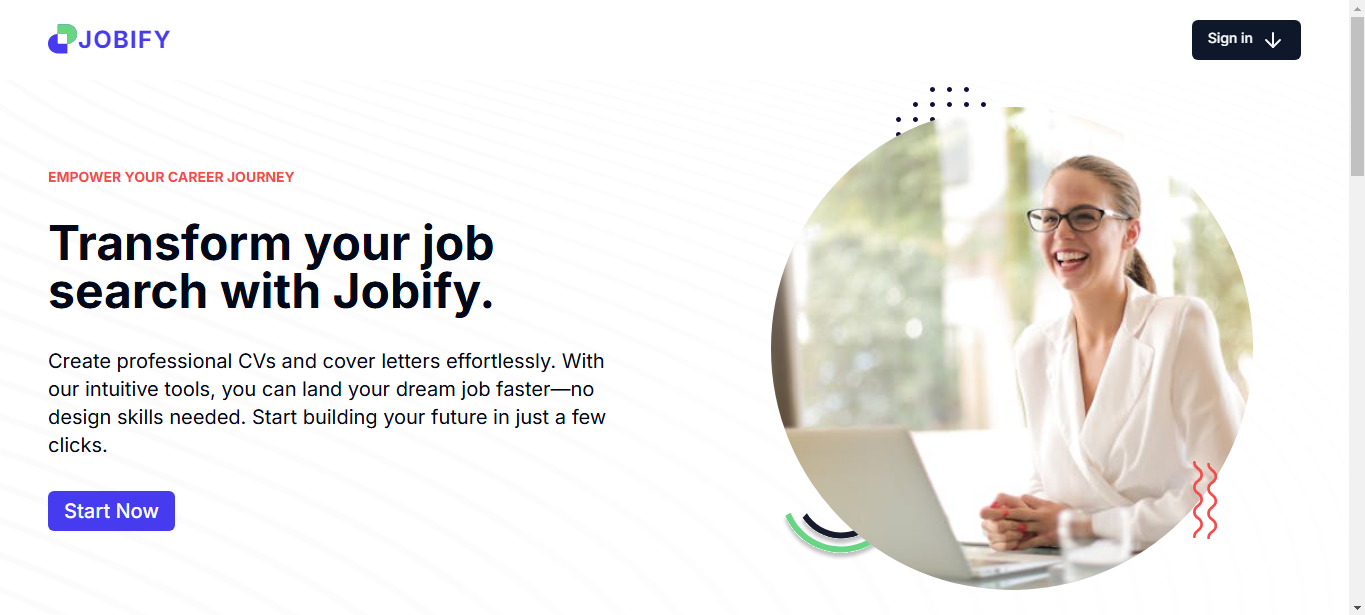 JOBIFY
Sign in
EMPOWER YOUR CAREER JOURNEY
Transform your job
search with Jobify.
Create professional CVs and cover letters effortlessly. With
our intuitive tools, you can land your dream job faster—no
design skills needed. Start building your future in just a few
clicks.
Start Now